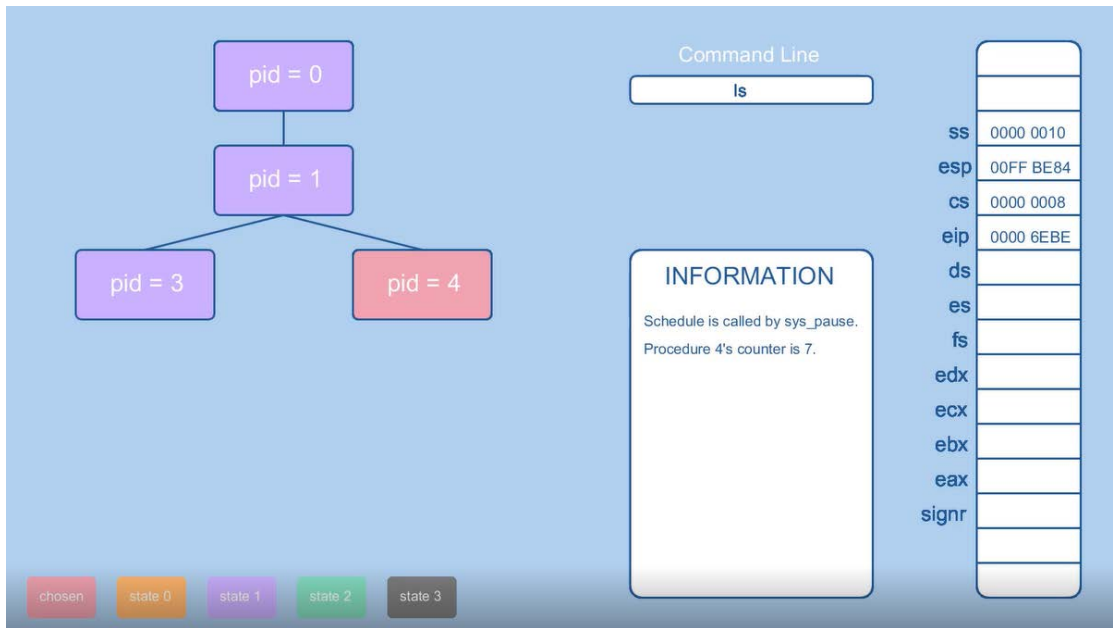 pid = 0
pid = 1
pid = 3
pid = 4
Command Line
ls
INFORMATION
Schedule is called by sys_pause.
Procedure 4's counter is 7.
ss 0000 0010
esp 00FF BE84
cs 0000 0008
eip 0000 6EBE
ds
es
fs
edx
ecx
ebx
eax
signr
chosen
state 0
state 1
state 2
state 3